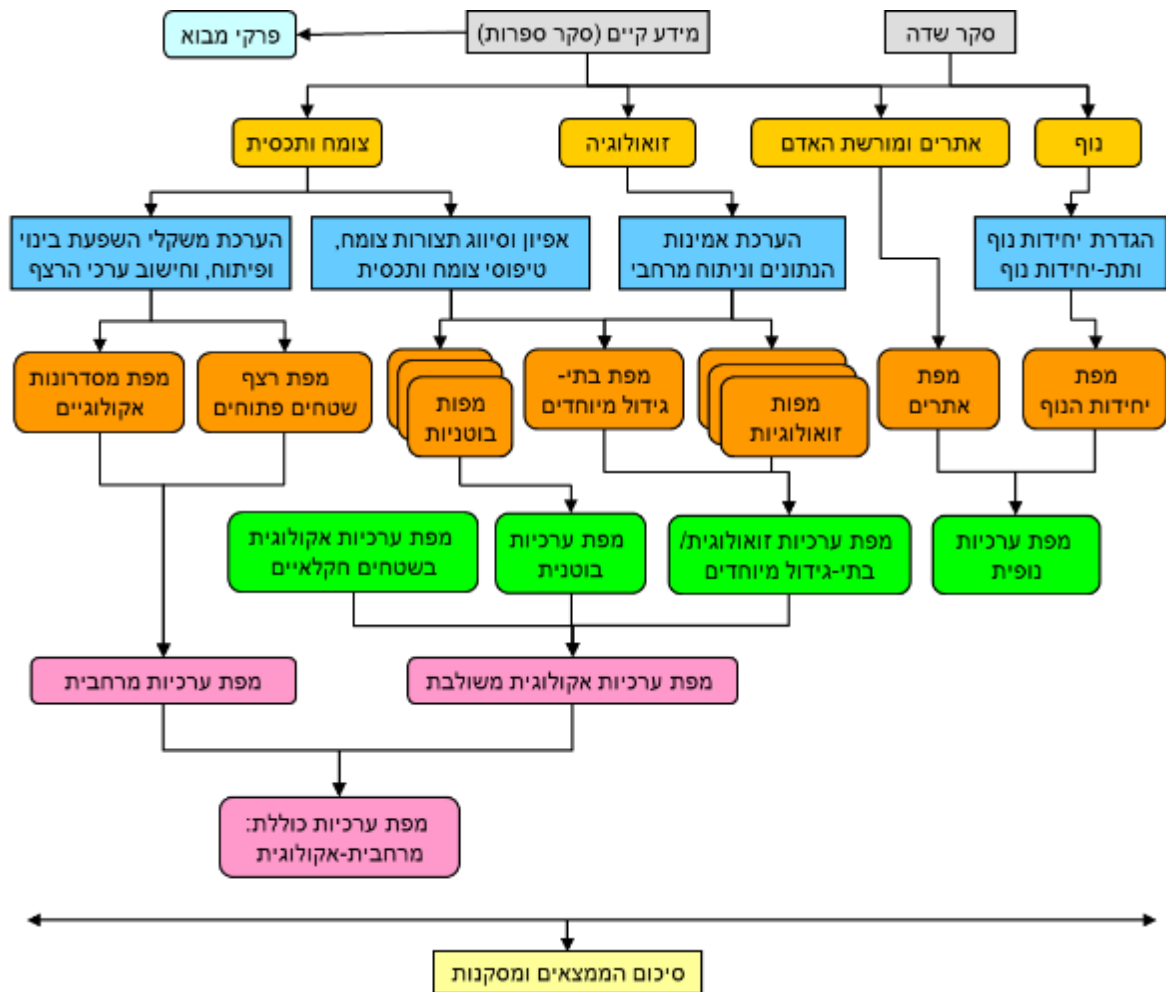 סקר שדה
מידע קיים (סקר ספרות)
פרקי מבוא
נוף
אתרים ומורשת האדם
זואולוגיה
צומח ותכסית
הגדרת יחידות נוף
ותת-יחידות נוף
הערכת אמינות
הנתונים וניתוח מרחבי
אפיון וסיווג תצורות צומח,
טיפוסי צומח ותכסית
הערכת משקלי השפעת בינוי
ופיתוח, וחישוב ערכי הרצף
מפת
יחידות הנוף
מפת
אתרים
מפות
זואולוגיות
מפת בתי-
גידול מיוחדים
מפות
בוטניות
מפת רצף
שטחים פתוחים
מפת מסדרונות
אקולוגיים
מפת ערכיות
נופית
מפת ערכיות זואולוגית/
בתי-גידול מיוחדים
מפת ערכיות
בוטנית
מפת ערכיות אקולוגית
בשטחים חקלאיים
מפת ערכיות אקולוגית משולבת
מפת ערכיות מרחבית
מפת ערכיות כוללת:
מרחבית-אקולוגית
סיכום הממצאים ומסקנות